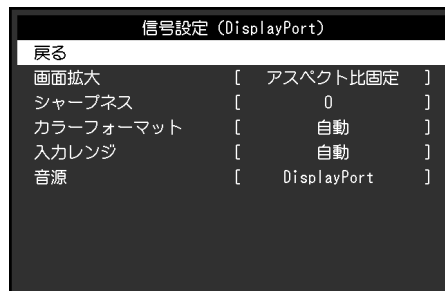 信号設定 (DisplayPort)
戻る
画面拡大 [ アスペクト比固定 ]
シャープネス [ 0 ]
カラーフォーマット [ 自動 ]
入力レンジ [ 自動 ]
音源 [ DisplayPort ]